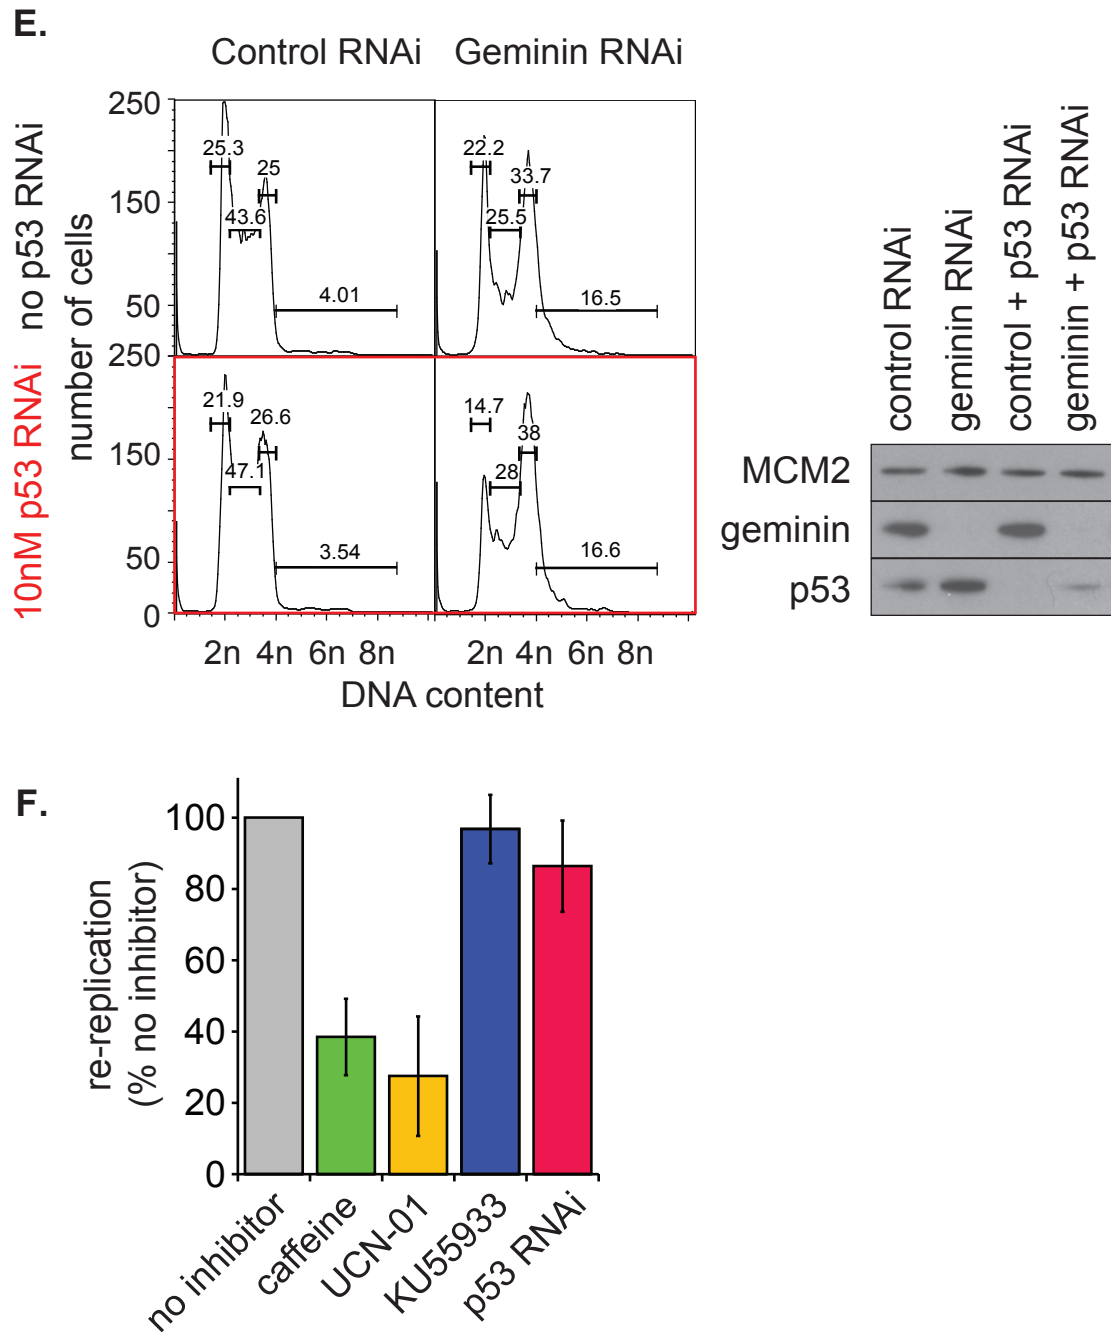 E.
Control RNAi
Geminin RNAi
no p53 RNAi
10nM p53 RNAi
number of cells
250
150
50
250
150
50
0
25.3
25
43.6
4.01
22.2
33.7
25.5
16.5
21.9
26.6
47.1
3.54
14.7
38
28
16.6
2n 4n 6n 8n
2n 4n 6n 8n
DNA content
control RNAi
geminin RNAi
control + p53 RNAi
geminin + p53 RNAi
MCM2
geminin
p53
F.
re-replication
(% no inhibitor)
100
80
60
40
20
0
no inhibitor
caffeine
UCN-01
KU55933
p53 RNAi